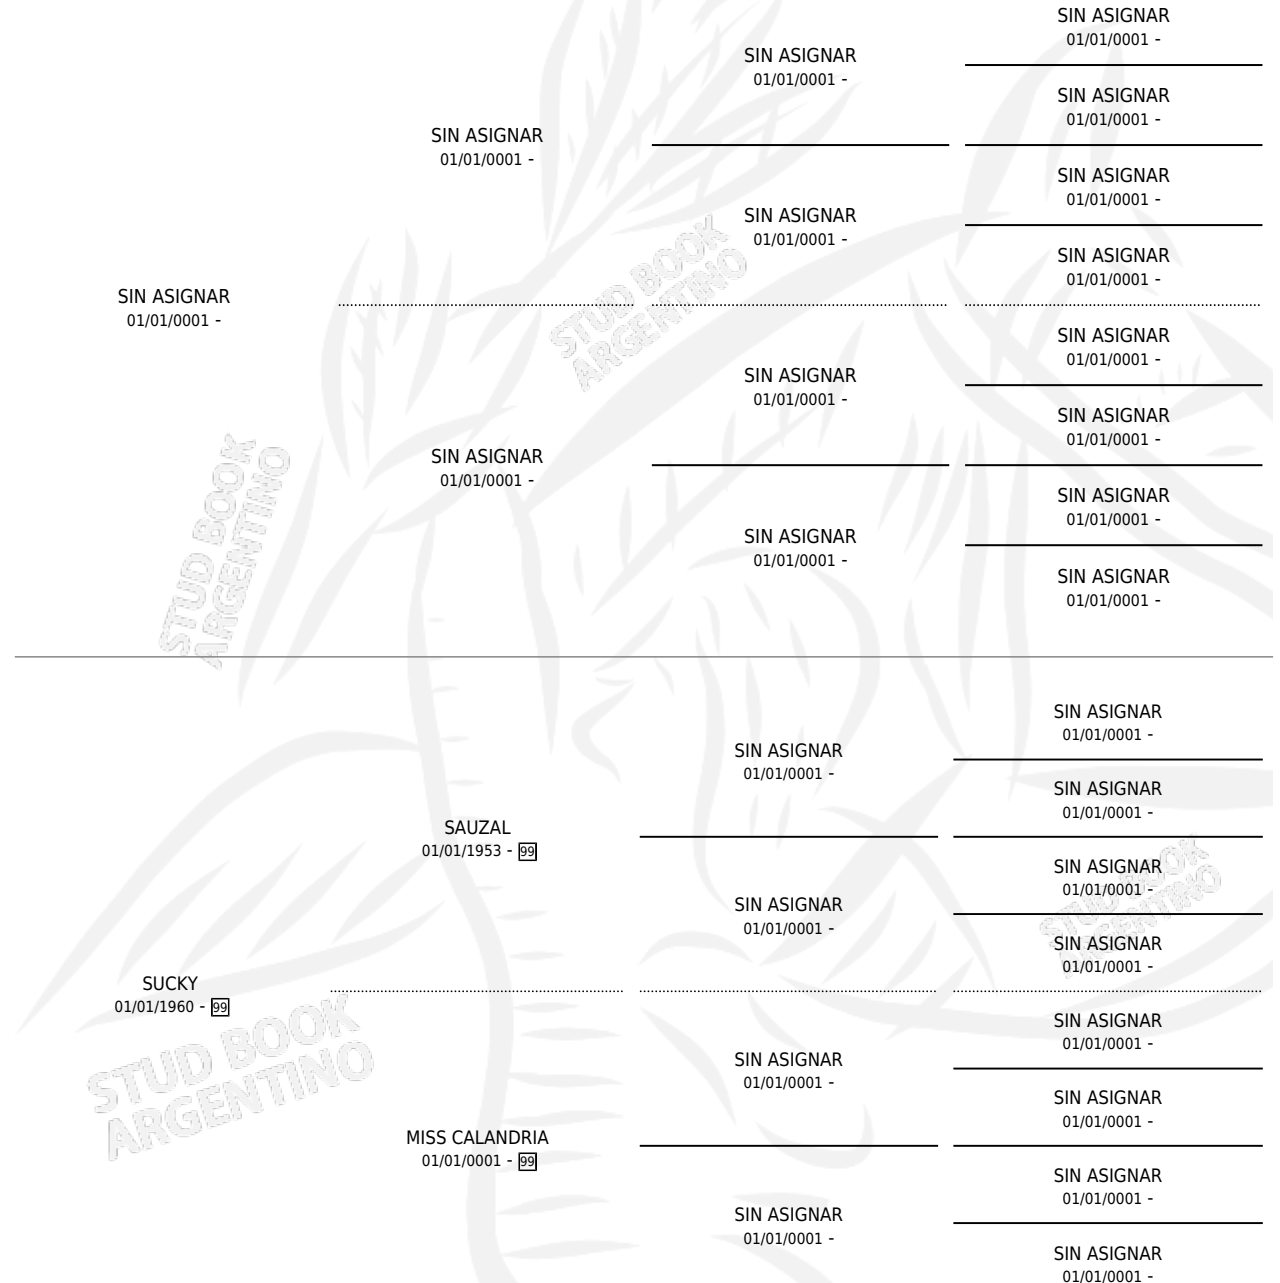 SIN ASIGNAR
01/01/0001 -
SIN ASIGNAR
01/01/0001 -
SIN ASIGNAR
01/01/0001 -
SIN ASIGNAR
01/01/0001 -
SIN ASIGNAR
01/01/0001 -
SIN ASIGNAR
01/01/0001 -
SIN ASIGNAR
01/01/0001 -
STUD BOOK
ARGENTINO
SIN ASIGNAR
01/01/0001 -
SIN ASIGNAR
01/01/0001 -
SIN ASIGNAR
01/01/0001 -
SIN ASIGNAR
01/01/0001 -
SIN ASIGNAR
01/01/0001 -
SIN ASIGNAR
01/01/0001 -
STUD BOOK
ARGENTINO
SIN ASIGNAR
01/01/0001 -
SIN ASIGNAR
01/01/0001 -
SIN ASIGNAR
01/01/0001 -
SIN ASIGNAR
01/01/0001 -
SIN ASIGNAR
01/01/0001 -
SIN ASIGNAR
01/01/0001 -
SAUZAL
01/01/1953 - 99
SIN ASIGNAR
01/01/0001 -
SIN ASIGNAR
01/01/0001 -
STUD BOOK
ARGENTINO
SIN ASIGNAR
01/01/0001 -
SUCKY
01/01/1960 - 99
STUD BOOK
ARGENTINO
SIN ASIGNAR
01/01/0001 -
SIN ASIGNAR
01/01/0001 -
SIN ASIGNAR
01/01/0001 -
MISS CALANDRIA
01/01/0001 - 99
SIN ASIGNAR
01/01/0001 -
SIN ASIGNAR
01/01/0001 -
SIN ASIGNAR
01/01/0001 -